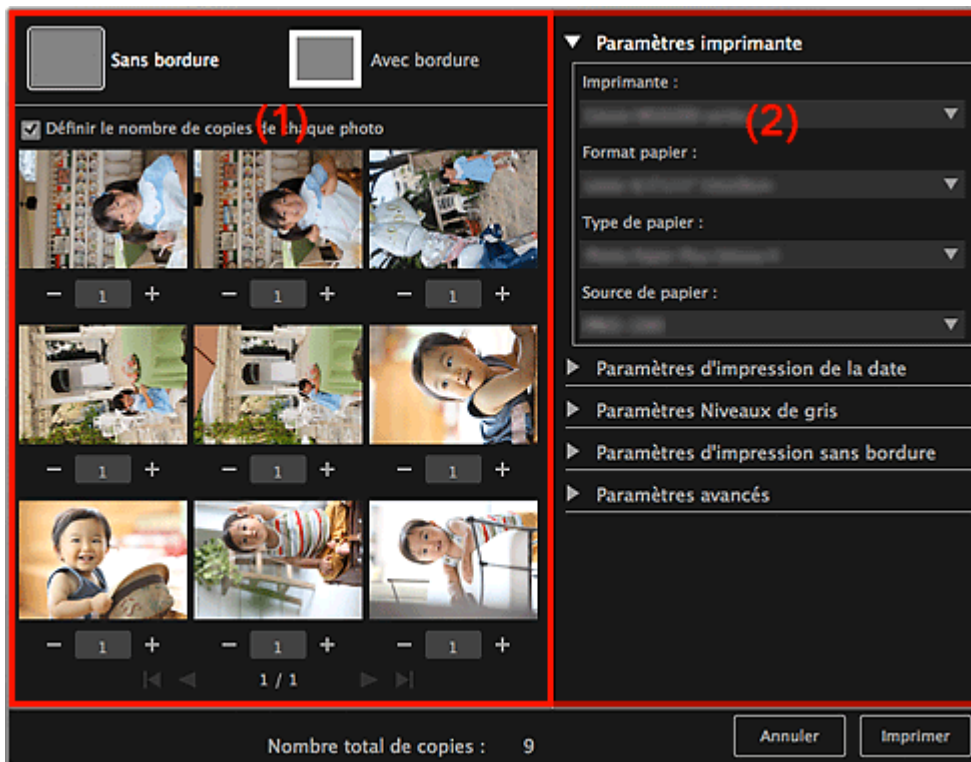 Sans bordure
Avec bordure
(1)
Définir le nombre de copies de chaque photo
1 1 1
1 1 1
1 1 1
1 / 1
Paramètres imprimante
Imprimante :
(2)
Format papier :
Type de papier :
Source de papier :
Paramètres d'impression de la date
Paramètres Niveaux de gris
Paramètres d'impression sans bordure
Paramètres avancés
Nombre total de copies : 9
Annuler
Imprimer